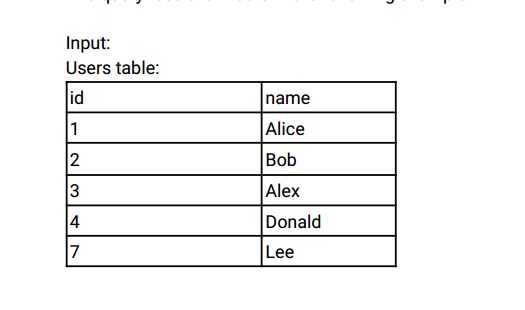 Input:
Users table:
id name
1 Alice
2 Bob
3 Alex
4 Donald
7 Lee